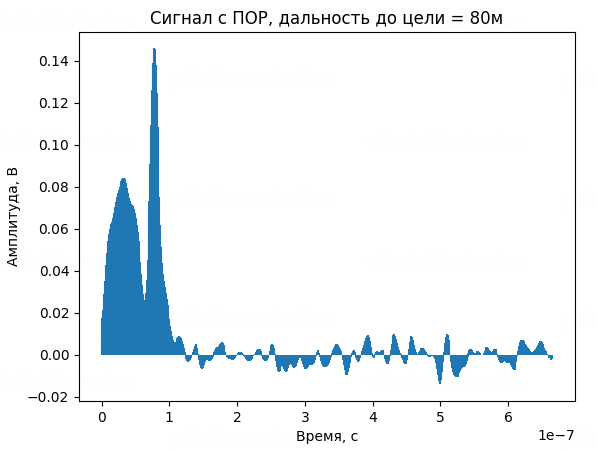 Сигнал с ПОР, дальность до цели = 80м
Амплитуда, В
0.14
0.12
0.10
0.08
0.06
0.04
0.02
0.00
−0.02
0 1 2 3 4 5 6
1e−7
Время, с